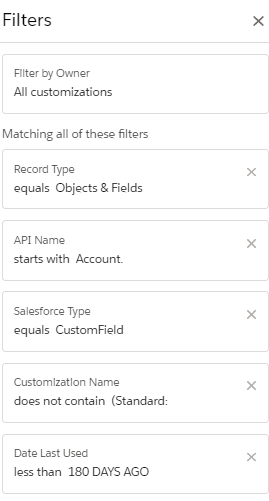 Filters
Filter by Owner
All customizations
Matching all of these filters
Record Type
equals Objects & Fields
API Name
starts with Account.
Salesforce Type
equals CustomField
Customization Name
does not contain (Standard:
Date Last Used
less than 180 DAYS AGO